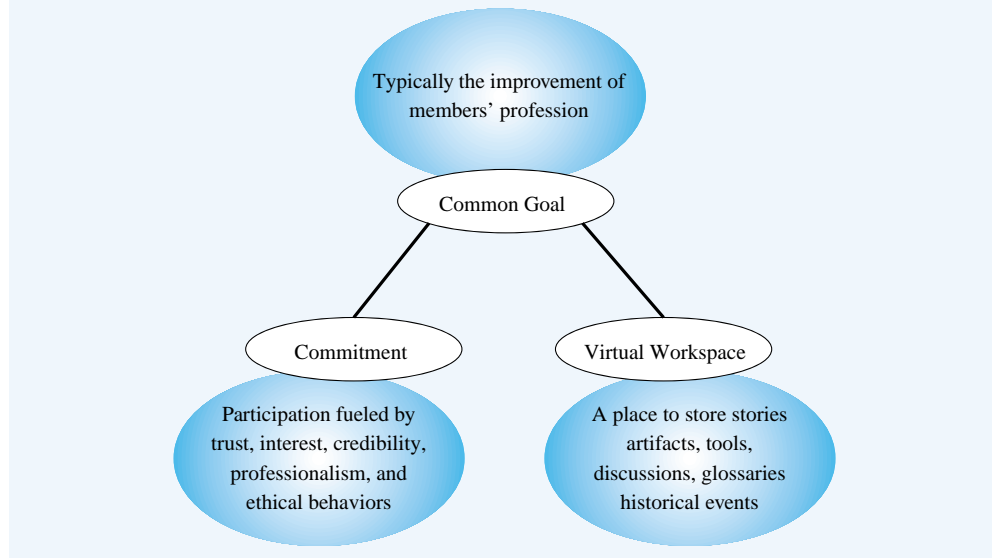 Typically the improvement of
members’ profession
Common Goal
Commitment
Virtual Workspace
Participation fueled by
trust, interest, credibility,
professionalism, and
ethical behaviors
A place to store stories
artifacts, tools,
discussions, glossaries
historical events